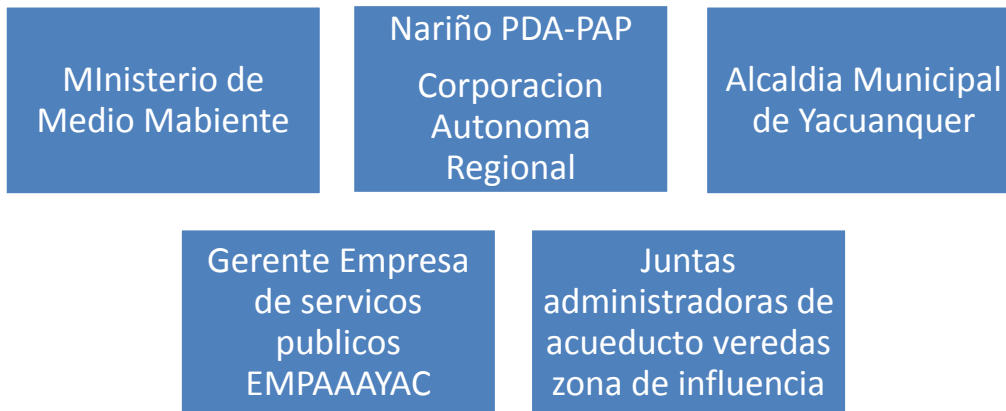 MInisterio de
Medio Mabiente
Nariño PDA-PAP
Corporacion
Autonoma
Regional
Alcaldia Municipal
de Yacuanquer
Gerente Empresa
de servicos
publicos
EMPAAAYAC
Juntas
administradoras de
acueducto veredas
zona de influencia